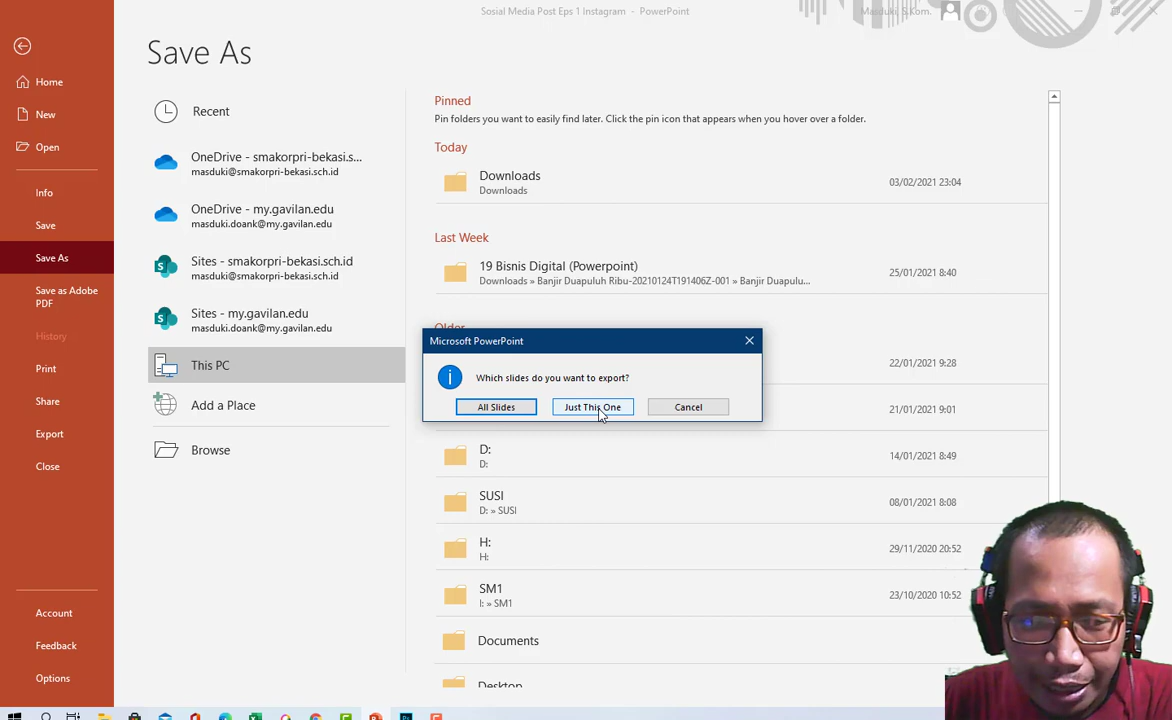 Sosial Media Post Eps 1 Instagram - PowerPoint
Masduki, S.Kom.
Save As
Home
New
Open
Info
Save
Save As
Save as Adobe
PDF
History
Print
Share
Export
Close
Account
Feedback
Options
Recent
OneDrive - smakorpri-bekasi.s...
masduki@smakorpri-bekasi.sch.id
OneDrive - my.gavilan.edu
masduki.doank@my.gavilan.edu
Sites - smakorpri-bekasi.sch.id
masduki@smakorpri-bekasi.sch.id
Sites - my.gavilan.edu
masduki.doank@my.gavilan.edu
This PC
Add a Place
Browse
Pinned
Pin folders you want to easily find later. Click the pin icon that appears when you hover over a folder.
Today
Downloads
Downloads
03/02/2021 23:04
Last Week
19 Bisnis Digital (Powerpoint)
Downloads » Banjir Duapuluh Ribu-20210124T191406Z-001 » Banjir Duapulu...
25/01/2021 8:40
Older
22/01/2021 9:28
21/01/2021 9:01
Microsoft PowerPoint
Which slides do you want to export?
All Slides
Just This One
Cancel
D:
D:
14/01/2021 8:49
SUSI
D: » SUSI
08/01/2021 8:08
H:
H:
29/11/2020 20:52
SM1
I: » SM1
23/10/2020 10:52
Documents
Desktop